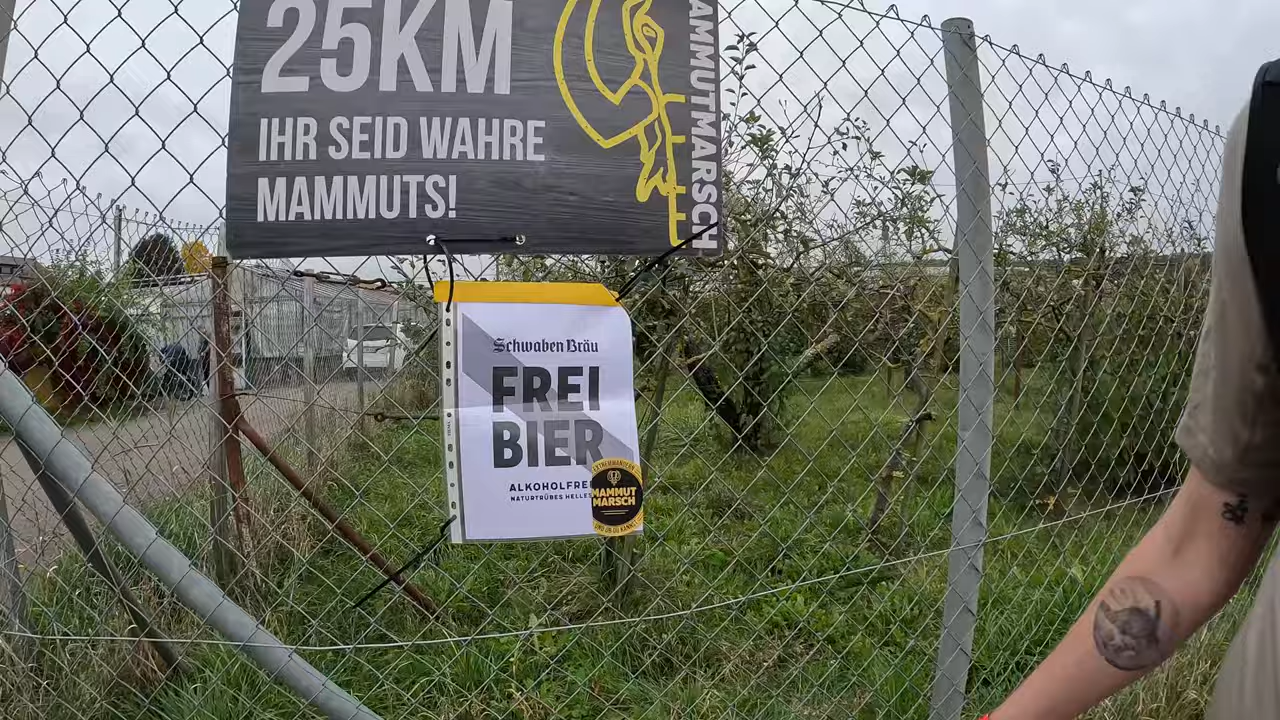 25KM
IHR SEID WAHRE
MAMMUTS!
MAMMUTMARSCH
Schwaben Bräu
FREI
BIER
ALKOHOLFREI
NATURTRÜBES HELLES
MAMMUT
MARSCH